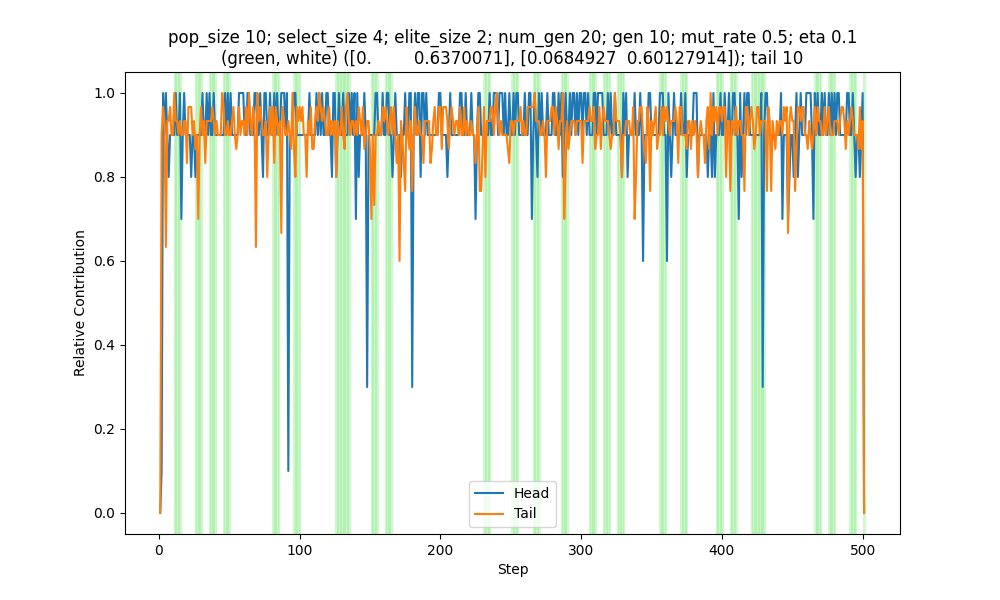 pop_size 10; select_size 4; elite_size 2; num_gen 20; gen 10; mut_rate 0.5; eta 0.1
(green, white) ([0. 0.6370071], [0.0684927 0.60127914]); tail 10
1.0
0.8
0.6
0.4
0.2
0.0
Relative Contribution
Head
Tail
0 100 200 300 400 500
Step